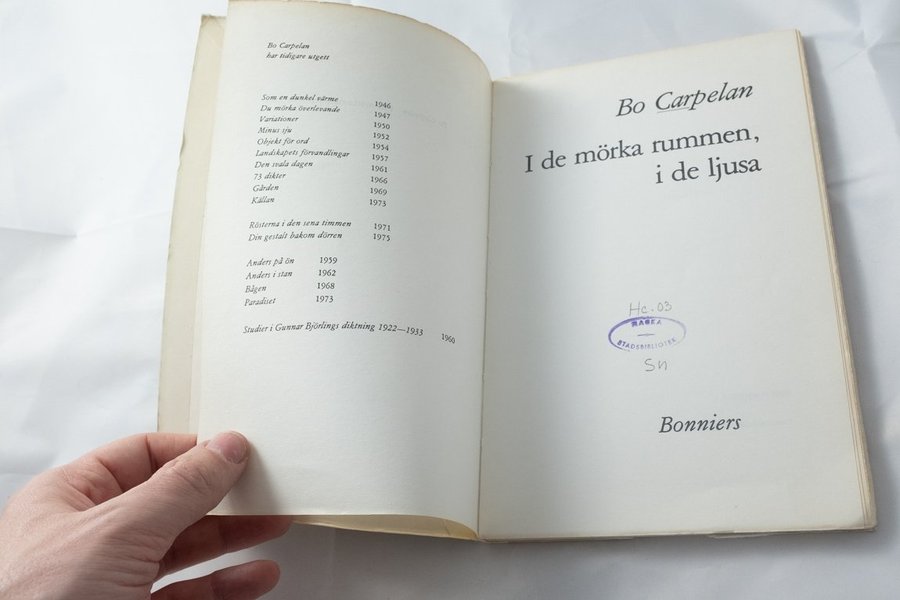 Bo Carpelan
har tidigare utgett
Som en dunkel värme 1946
Du mörka överlevande 1947
Variationer 1950
Minus sju 1952
Objekt för ord 1954
Landskapets förvandlingar 1957
Den svala dagen 1961
73 dikter 1966
Gården 1969
Källan 1973
Rösterna i den sena timmen 1971
Din gestalt bakom dörren 1975
Anders på ön 1959
Anders i stan 1962
Bågen 1968
Paradiset 1973
Studier i Gunnar Björlings diktning 1922—1933 1960
Bo Carpelan
I de mörka rummen,
i de ljusa
Hc.03
STADSBIBLIOTEK
Sn
Bonniers